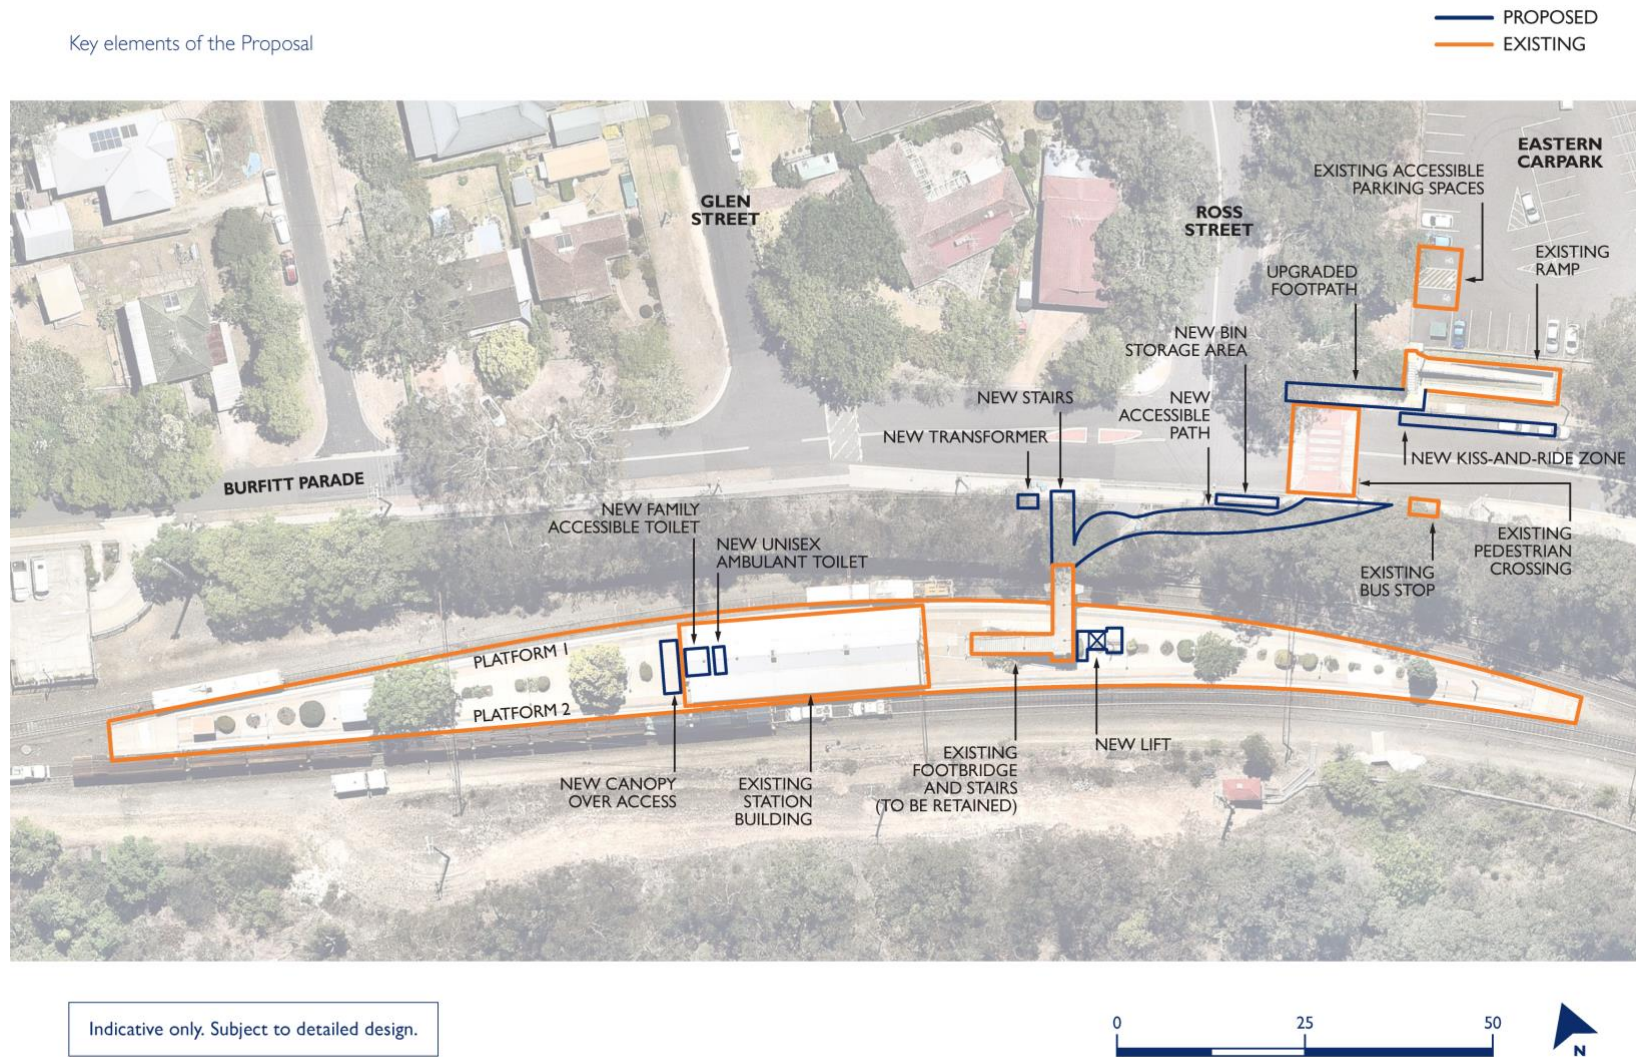 PROPOSED
EXISTING
Key elements of the Proposal
EASTERN
CARPARK
EXISTING ACCESSIBLE
PARKING SPACES
GLEN
STREET
ROSS
STREET
EXISTING
RAMP
UPGRADED
FOOTPATH
NEW BIN
STORAGE AREA
NEW STAIRS
NEW
ACCESSIBLE
PATH
NEW TRANSFORMER
NEW KISS-AND-RIDE ZONE
BURFITT PARADE
NEW FAMILY
ACCESSIBLE TOILET
NEW UNISEX
AMBULANT TOILET
EXISTING
PEDESTRIAN
CROSSING
EXISTING
BUS STOP
PLATFORM 1
PLATFORM 2
NEW LIFT
NEW CANOPY
OVER ACCESS
EXISTING
STATION
BUILDING
EXISTING
FOOTBRIDGE
AND STAIRS
(TO BE RETAINED)
Indicative only. Subject to detailed design.
0 25 50
N